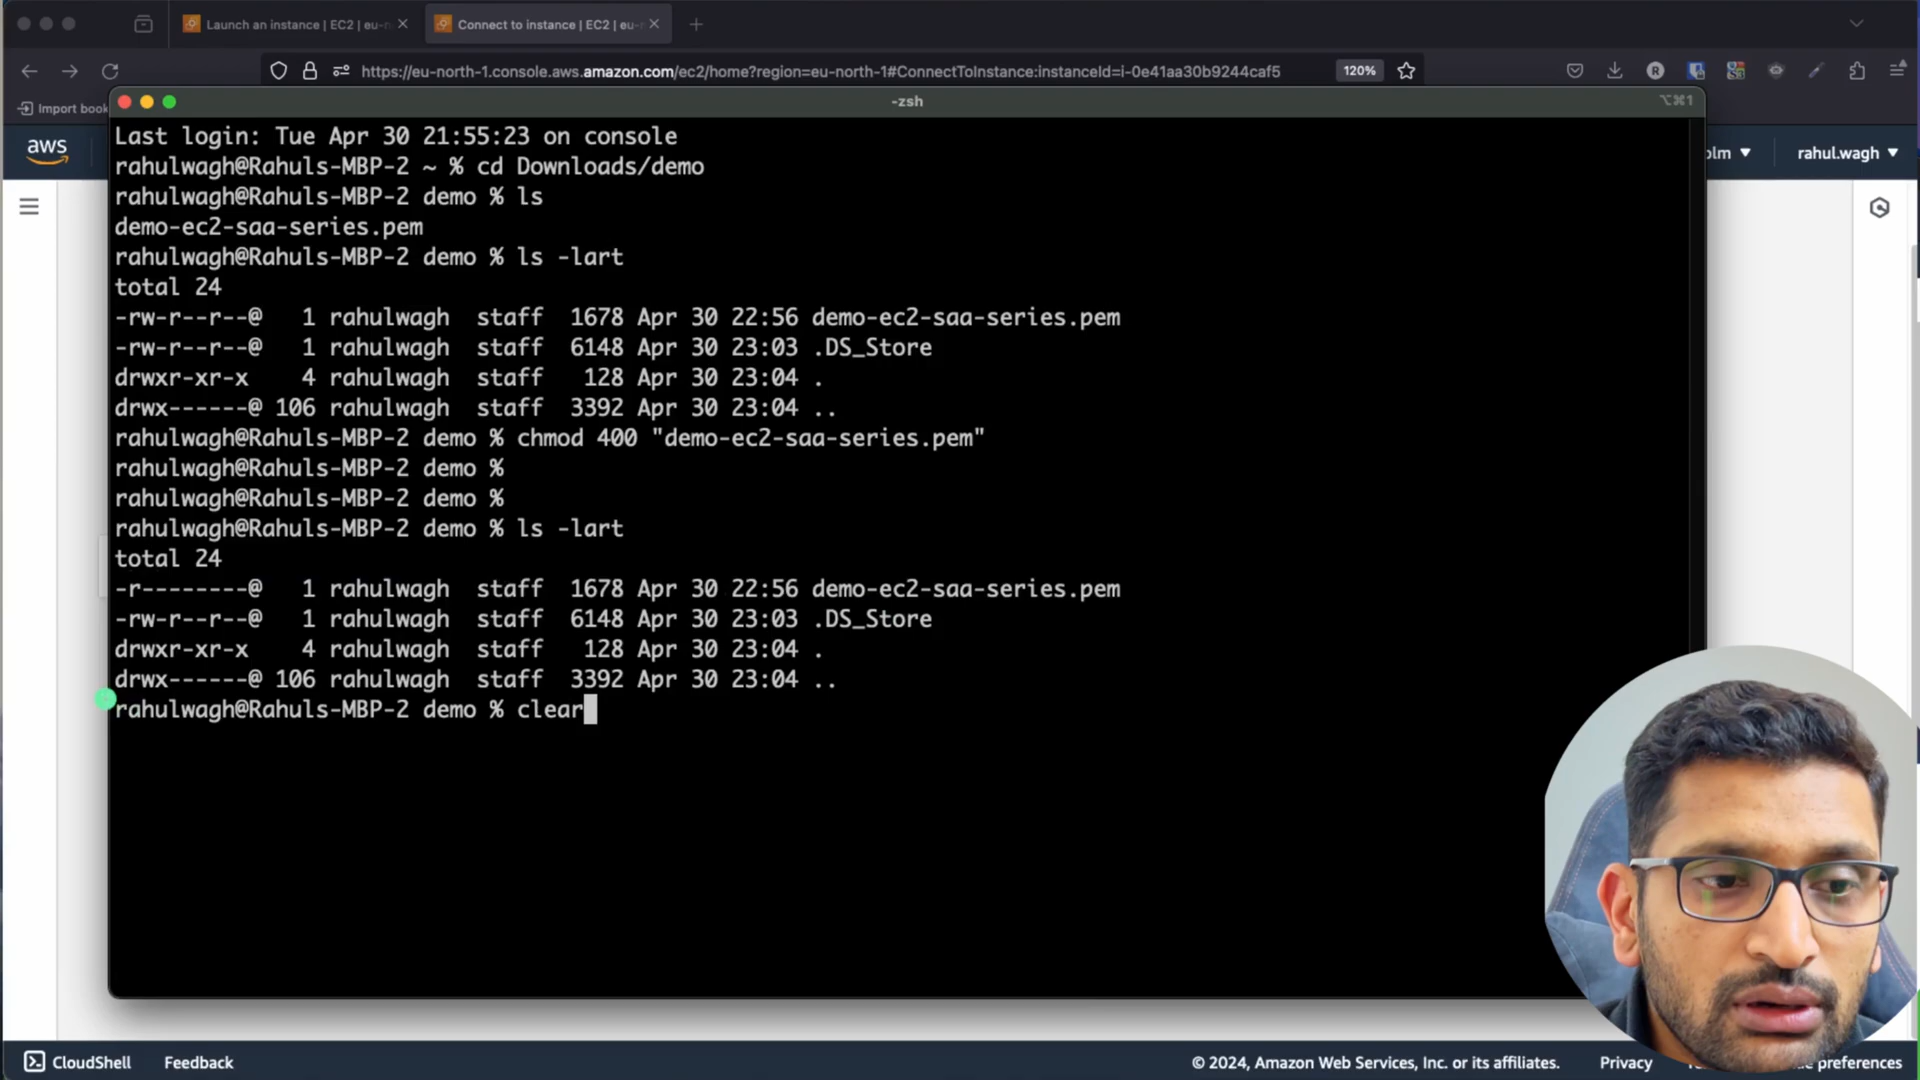 Launch an instance | EC2 | eu-n
Connect to instance | EC2 | eu-
https://eu-north-1.console.aws.amazon.com/ec2/home?region=eu-north-1#ConnectToInstance:instanceId=i-0e41aa30b9244caf5
120%
Import book
-zsh
⌥⌘1
aws
olm
rahul.wagh
Last login: Tue Apr 30 21:55:23 on console
rahulwagh@Rahuls-MBP-2 ~ % cd Downloads/demo
rahulwagh@Rahuls-MBP-2 demo % ls
demo-ec2-saa-series.pem
rahulwagh@Rahuls-MBP-2 demo % ls -lart
total 24
-rw-r--r--@ 1 rahulwagh staff 1678 Apr 30 22:56 demo-ec2-saa-series.pem
-rw-r--r--@ 1 rahulwagh staff 6148 Apr 30 23:03 .DS_Store
drwxr-xr-x 4 rahulwagh staff 128 Apr 30 23:04 .
drwx------@ 106 rahulwagh staff 3392 Apr 30 23:04 ..
rahulwagh@Rahuls-MBP-2 demo % chmod 400 "demo-ec2-saa-series.pem"
rahulwagh@Rahuls-MBP-2 demo %
rahulwagh@Rahuls-MBP-2 demo %
rahulwagh@Rahuls-MBP-2 demo % ls -lart
total 24
-r--------@ 1 rahulwagh staff 1678 Apr 30 22:56 demo-ec2-saa-series.pem
-rw-r--r--@ 1 rahulwagh staff 6148 Apr 30 23:03 .DS_Store
drwxr-xr-x 4 rahulwagh staff 128 Apr 30 23:04 .
drwx------@ 106 rahulwagh staff 3392 Apr 30 23:04 ..
rahulwagh@Rahuls-MBP-2 demo % clear
CloudShell
Feedback
© 2024, Amazon Web Services, Inc. or its affiliates.
Privacy
preferences